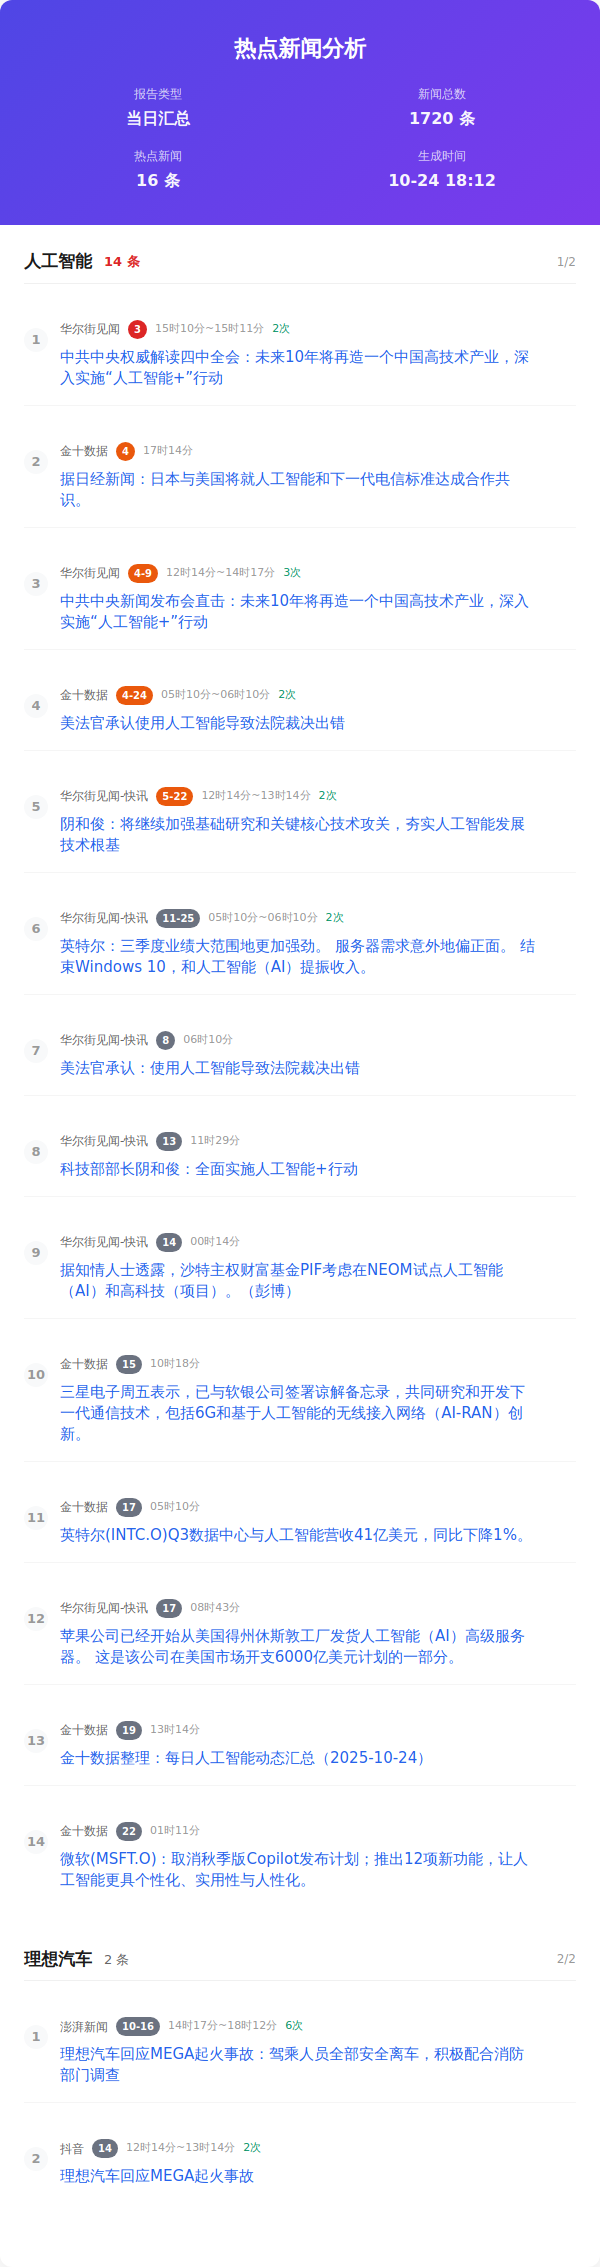 热点新闻分析
报告类型
新闻总数
当日汇总
1720 条
热点新闻
生成时间
16 条
10-24 18:12
人工智能 14 条 1/2
1
华尔街见闻 3 15时10分~15时11分 2次
中共中央权威解读四中全会：未来10年将再造一个中国高技术产业，深
入实施“人工智能+”行动
2
金十数据 4 17时14分
据日经新闻：日本与美国将就人工智能和下一代电信标准达成合作共
识。
3
华尔街见闻 4-9 12时14分~14时17分 3次
中共中央新闻发布会直击：未来10年将再造一个中国高技术产业，深入
实施“人工智能+”行动
4
金十数据 4-24 05时10分~06时10分 2次
美法官承认使用人工智能导致法院裁决出错
5
华尔街见闻-快讯 5-22 12时14分~13时14分 2次
阴和俊：将继续加强基础研究和关键核心技术攻关，夯实人工智能发展
技术根基
6
华尔街见闻-快讯 11-25 05时10分~06时10分 2次
英特尔：三季度业绩大范围地更加强劲。 服务器需求意外地偏正面。 结
束Windows 10，和人工智能（AI）提振收入。
7
华尔街见闻-快讯 8 06时10分
美法官承认：使用人工智能导致法院裁决出错
8
华尔街见闻-快讯 13 11时29分
科技部部长阴和俊：全面实施人工智能+行动
9
华尔街见闻-快讯 14 00时14分
据知情人士透露，沙特主权财富基金PIF考虑在NEOM试点人工智能
（AI）和高科技（项目）。（彭博）
10
金十数据 15 10时18分
三星电子周五表示，已与软银公司签署谅解备忘录，共同研究和开发下
一代通信技术，包括6G和基于人工智能的无线接入网络（AI-RAN）创
新。
11
金十数据 17 05时10分
英特尔(INTC.O)Q3数据中心与人工智能营收41亿美元，同比下降1%。
12
华尔街见闻-快讯 17 08时43分
苹果公司已经开始从美国得州休斯敦工厂发货人工智能（AI）高级服务
器。 这是该公司在美国市场开支6000亿美元计划的一部分。
13
金十数据 19 13时14分
金十数据整理：每日人工智能动态汇总（2025-10-24）
14
金十数据 22 01时11分
微软(MSFT.O)：取消秋季版Copilot发布计划；推出12项新功能，让人
工智能更具个性化、实用性与人性化。
理想汽车 2 条 2/2
1
澎湃新闻 10-16 14时17分~18时12分 6次
理想汽车回应MEGA起火事故：驾乘人员全部安全离车，积极配合消防
部门调查
2
抖音 14 12时14分~13时14分 2次
理想汽车回应MEGA起火事故